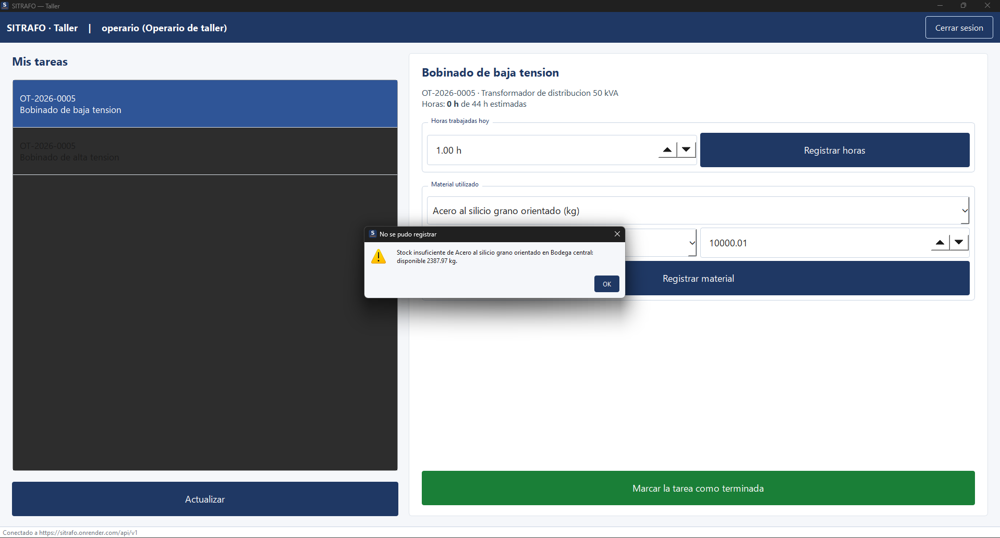 S SITRAFO — Taller
SITRAFO · Taller | operario (Operario de taller)
Cerrar sesion
Mis tareas
OT-2026-0005
Bobinado de baja tension
OT-2026-0005
Bobinado de alta tension
Actualizar
Bobinado de baja tension
OT-2026-0005 · Transformador de distribucion 50 kVA
Horas: 0 h de 44 h estimadas
Horas trabajadas hoy
1.00 h
Registrar horas
Material utilizado
Acero al silicio grano orientado (kg)
10000.01
Registrar material
S No se pudo registrar
Stock insuficiente de Acero al silicio grano orientado en Bodega central:
disponible 2387.97 kg.
OK
Marcar la tarea como terminada
Conectado a https://sitrafo.onrender.com/api/v1